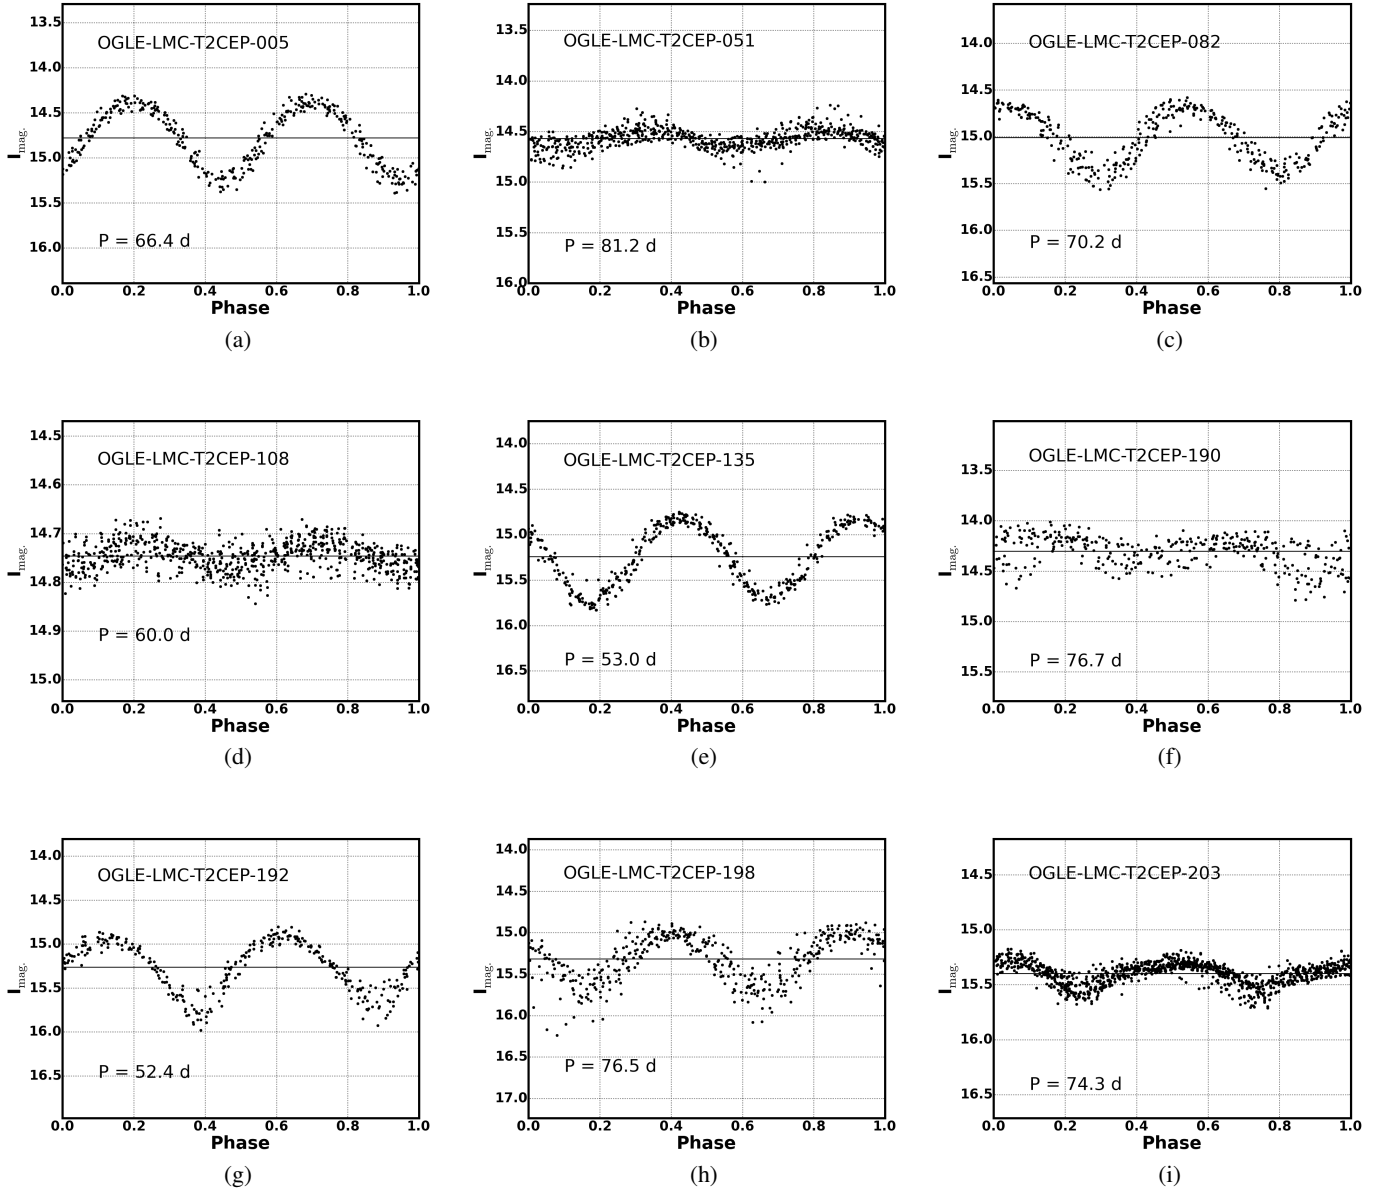 OGLE-LMC-T2CEP-005
13.5
14.0
14.5
15.0
15.5
16.0
I mag.
P = 66.4 d
0.0 0.2 0.4 0.6 0.8 1.0
Phase
(a)
OGLE-LMC-T2CEP-051
13.5
14.0
14.5
15.0
15.5
16.0
I mag.
P = 81.2 d
0.0 0.2 0.4 0.6 0.8 1.0
Phase
(b)
OGLE-LMC-T2CEP-082
14.0
14.5
15.0
15.5
16.0
16.5
I mag.
P = 70.2 d
0.0 0.2 0.4 0.6 0.8 1.0
Phase
(c)
OGLE-LMC-T2CEP-108
14.5
14.6
14.7
14.8
14.9
15.0
I mag.
P = 60.0 d
0.0 0.2 0.4 0.6 0.8 1.0
Phase
(d)
OGLE-LMC-T2CEP-135
14.0
14.5
15.0
15.5
16.0
16.5
I mag.
P = 53.0 d
0.0 0.2 0.4 0.6 0.8 1.0
Phase
(e)
OGLE-LMC-T2CEP-190
13.5
14.0
14.5
15.0
15.5
I mag.
P = 76.7 d
0.0 0.2 0.4 0.6 0.8 1.0
Phase
(f)
OGLE-LMC-T2CEP-192
14.0
14.5
15.0
15.5
16.0
16.5
I mag.
P = 52.4 d
0.0 0.2 0.4 0.6 0.8 1.0
Phase
(g)
OGLE-LMC-T2CEP-198
14.0
14.5
15.0
15.5
16.0
16.5
17.0
I mag.
P = 76.5 d
0.0 0.2 0.4 0.6 0.8 1.0
Phase
(h)
OGLE-LMC-T2CEP-203
14.5
15.0
15.5
16.0
16.5
I mag.
P = 74.3 d
0.0 0.2 0.4 0.6 0.8 1.0
Phase
(i)